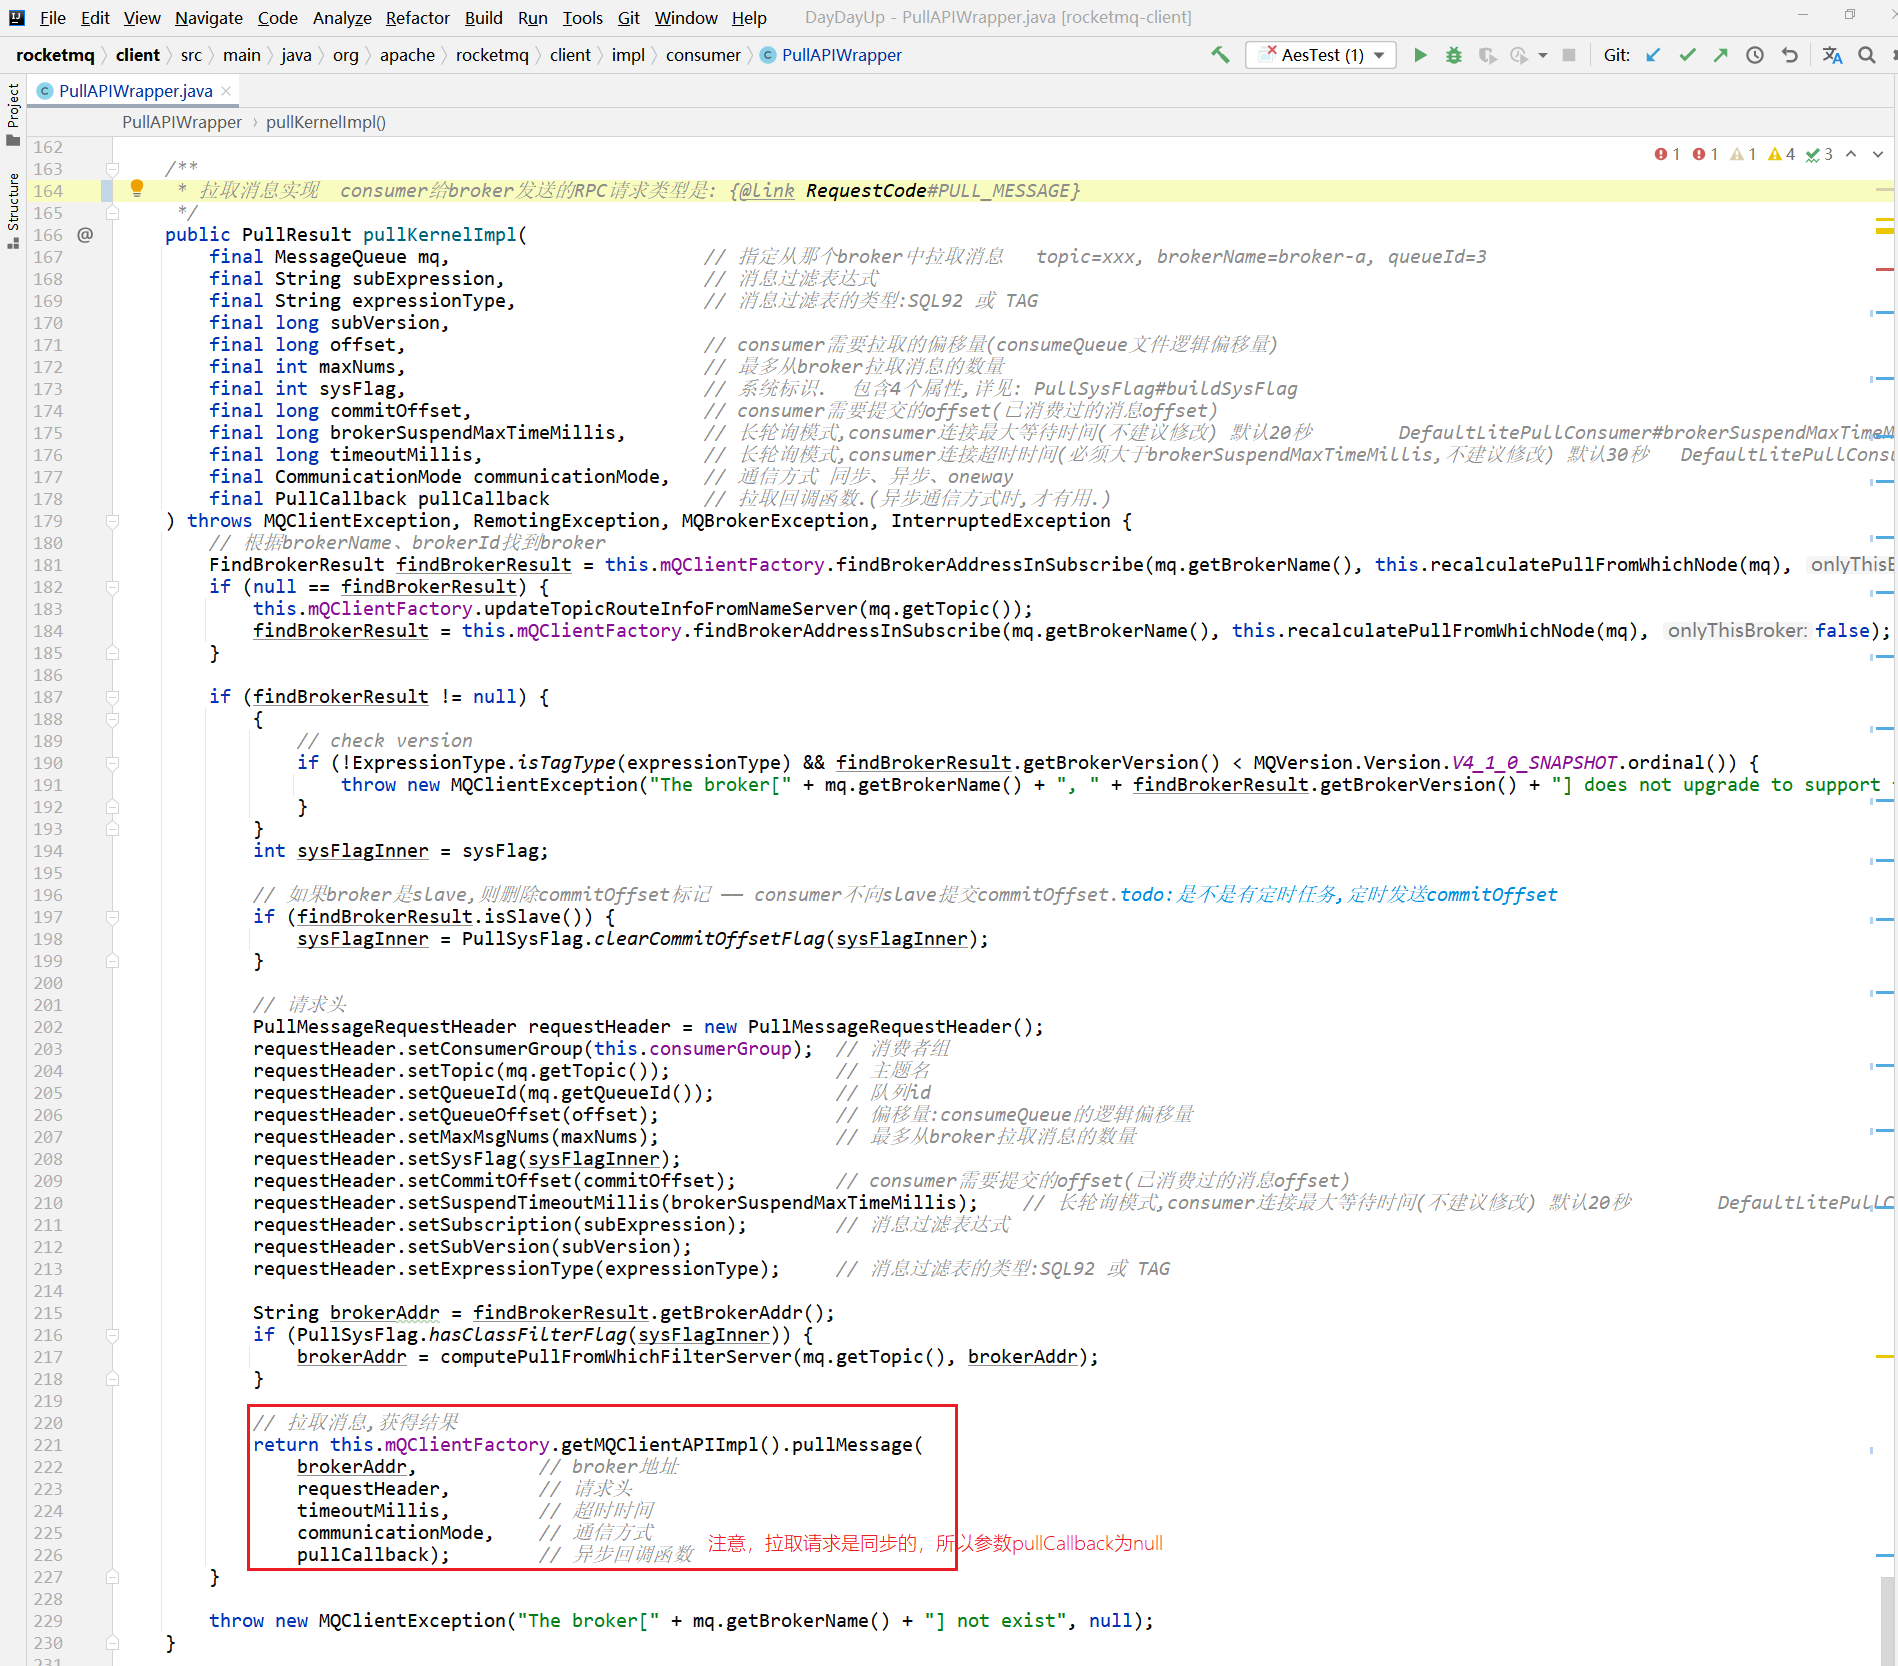 File Edit View Navigate Code Analyze Refactor Build Run Tools Git Window Help DayDayUp - PullAPIWrapper.java [rocketmq-client]
rocketmq client src main java org apache rocketmq client impl consumer PullAPIWrapper AesTest (1) Git:
PullAPIWrapper.java
Project
Structure
PullAPIWrapper › pullKernelImpl()
1 1 1 4 3
162
163 /**
164 * 拉取消息实现 consumer给broker发送的RPC请求类型是: {@link RequestCode#PULL_MESSAGE}
165 */
166 @ public PullResult pullKernelImpl(
167 final MessageQueue mq, // 指定从那个broker中拉取消息 topic=xxx, brokerName=broker-a, queueId=3
168 final String subExpression, // 消息过滤表达式
169 final String expressionType, // 消息过滤表的类型:SQL92 或 TAG
170 final long subVersion,
171 final long offset, // consumer需要拉取的偏移量(consumeQueue文件逻辑偏移量)
172 final int maxNums, // 最多从broker拉取消息的数量
173 final int sysFlag, // 系统标识. 包含4个属性,详见: PullSysFlag#buildSysFlag
174 final long commitOffset, // consumer需要提交的offset(已消费过的消息offset)
175 final long brokerSuspendMaxTimeMillis, // 长轮询模式,consumer连接最大等待时间(不建议修改) 默认20秒 DefaultLitePullConsumer#brokerSuspendMaxTimeM
176 final long timeoutMillis, // 长轮询模式,consumer连接超时时间(必须大于brokerSuspendMaxTimeMillis,不建议修改) 默认30秒 DefaultLitePullConsu
177 final CommunicationMode communicationMode, // 通信方式 同步、异步、oneway
178 final PullCallback pullCallback // 拉取回调函数.(异步通信方式时,才有用.)
179 ) throws MQClientException, RemotingException, MQBrokerException, InterruptedException {
180 // 根据brokerName、brokerId找到broker
181 FindBrokerResult findBrokerResult = this.mQClientFactory.findBrokerAddressInSubscribe(mq.getBrokerName(), this.recalculatePullFromWhichNode(mq), onlyThisB
182 if (null == findBrokerResult) {
183 this.mQClientFactory.updateTopicRouteInfoFromNameServer(mq.getTopic());
184 findBrokerResult = this.mQClientFactory.findBrokerAddressInSubscribe(mq.getBrokerName(), this.recalculatePullFromWhichNode(mq), onlyThisBroker: false);
185 }
186
187 if (findBrokerResult != null) {
188 {
189 // check version
190 if (!ExpressionType.isTagType(expressionType) && findBrokerResult.getBrokerVersion() < MQVersion.Version.V4_1_0_SNAPSHOT.ordinal()) {
191 throw new MQClientException("The broker[" + mq.getBrokerName() + ", " + findBrokerResult.getBrokerVersion() + "] does not upgrade to support
192 }
193 }
194 int sysFlagInner = sysFlag;
195
196 // 如果broker是slave,则删除commitOffset标记 —— consumer不向slave提交commitOffset.todo:是不是有定时任务,定时发送commitOffset
197 if (findBrokerResult.isSlave()) {
198 sysFlagInner = PullSysFlag.clearCommitOffsetFlag(sysFlagInner);
199 }
200
201 // 请求头
202 PullMessageRequestHeader requestHeader = new PullMessageRequestHeader();
203 requestHeader.setConsumerGroup(this.consumerGroup); // 消费者组
204 requestHeader.setTopic(mq.getTopic()); // 主题名
205 requestHeader.setQueueId(mq.getQueueId()); // 队列id
206 requestHeader.setQueueOffset(offset); // 偏移量:consumeQueue的逻辑偏移量
207 requestHeader.setMaxMsgNums(maxNums); // 最多从broker拉取消息的数量
208 requestHeader.setSysFlag(sysFlagInner);
209 requestHeader.setCommitOffset(commitOffset); // consumer需要提交的offset(已消费过的消息offset)
210 requestHeader.setSuspendTimeoutMillis(brokerSuspendMaxTimeMillis); // 长轮询模式,consumer连接最大等待时间(不建议修改) 默认20秒 DefaultLitePullC
211 requestHeader.setSubscription(subExpression); // 消息过滤表达式
212 requestHeader.setSubVersion(subVersion);
213 requestHeader.setExpressionType(expressionType); // 消息过滤表的类型:SQL92 或 TAG
214
215 String brokerAddr = findBrokerResult.getBrokerAddr();
216 if (PullSysFlag.hasClassFilterFlag(sysFlagInner)) {
217 brokerAddr = computePullFromWhichFilterServer(mq.getTopic(), brokerAddr);
218 }
219
220 // 拉取消息,获得结果
221 return this.mQClientFactory.getMQClientAPIImpl().pullMessage(
222 brokerAddr, // broker地址
223 requestHeader, // 请求头
224 timeoutMillis, // 超时时间
225 communicationMode, // 通信方式
注意，拉取请求是同步的，所以参数pullCallback为null
226 pullCallback); // 异步回调函数
227 }
228
229 throw new MQClientException("The broker[" + mq.getBrokerName() + "] not exist", null);
230 }
231